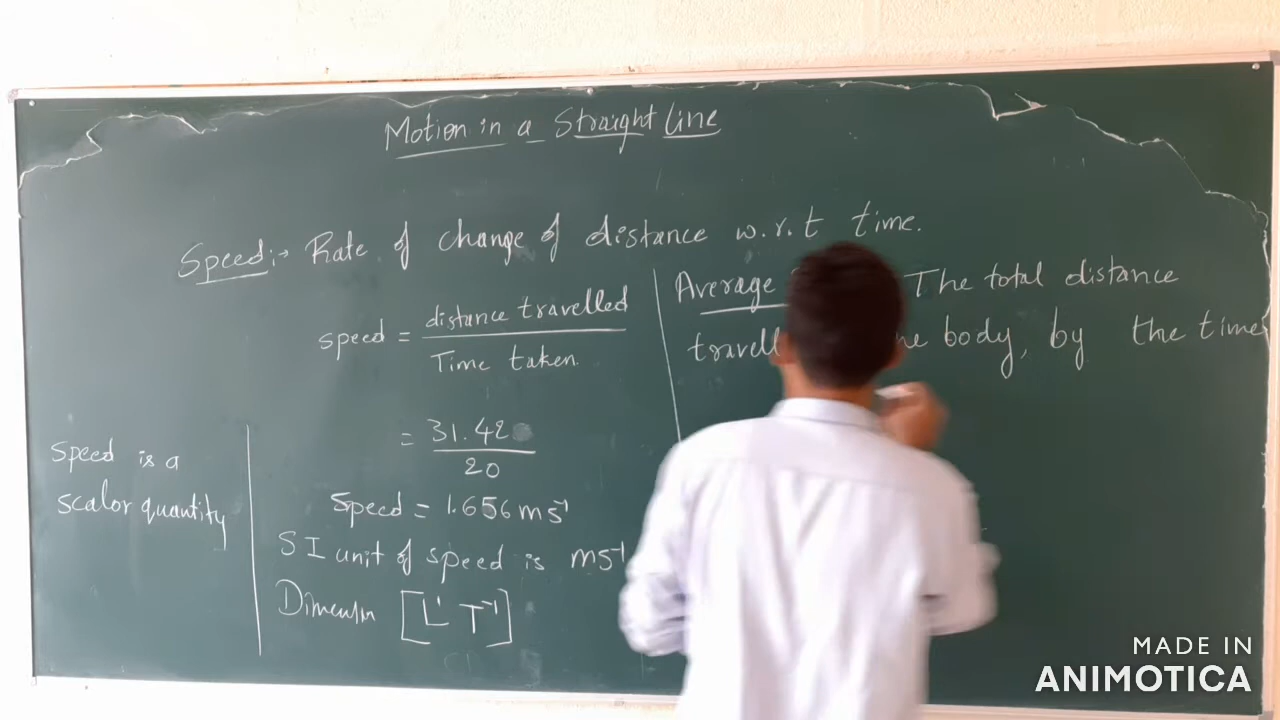 Motion in a Straight Line
Speed:→ Rate of change of distance w.r.t time.
speed = distance travelled
Time taken
= 31.42
20
Speed = 1.656 ms⁻¹
SI unit of speed is ms⁻¹
Dimension [L¹ T⁻¹]
Speed is a
scalor quantity
Average The total distance
body, by the time
MADE IN
ANIMOTICA